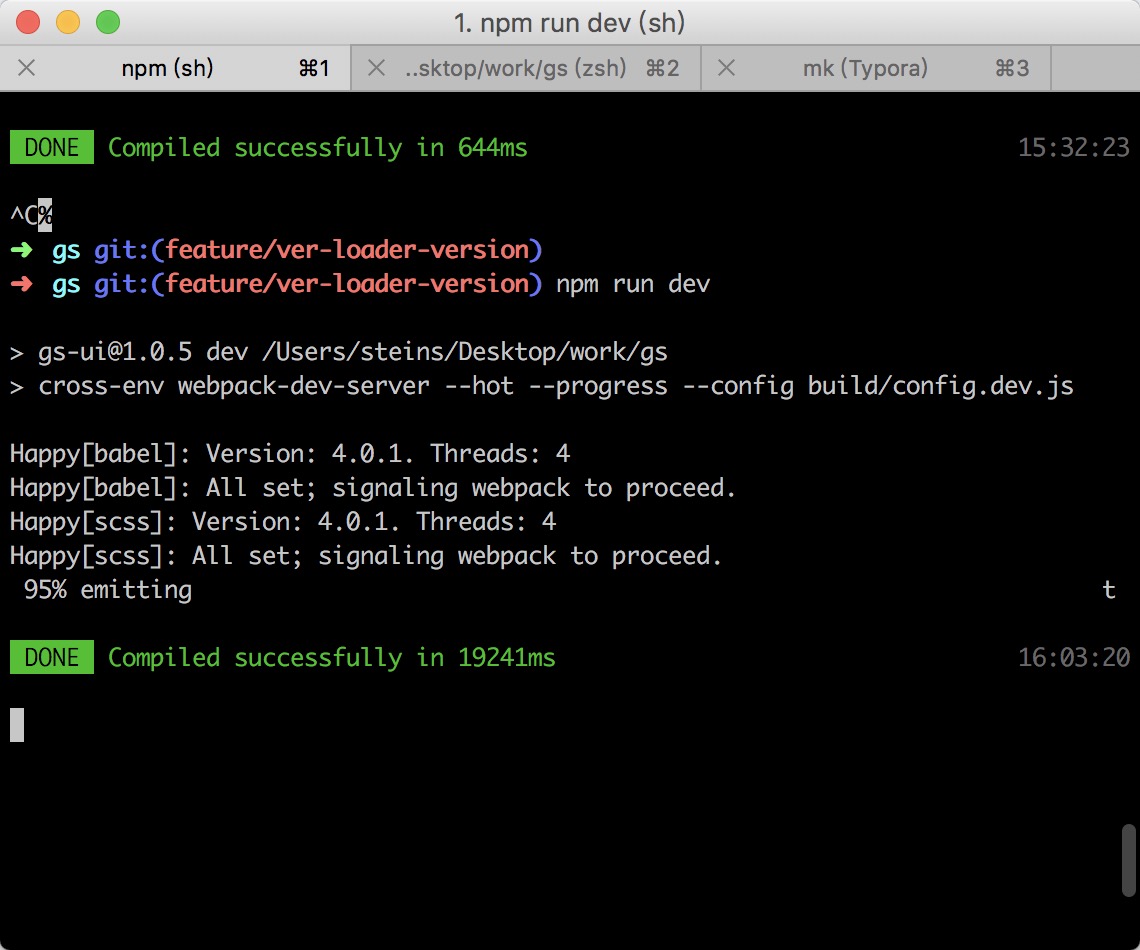 1. npm run dev (sh)
npm (sh) ⌘1 ..sktop/work/gs (zsh) ⌘2 mk (Typora) ⌘3
DONE Compiled successfully in 644ms 15:32:23
^C%
➜ gs git:(feature/ver-loader-version)
➜ gs git:(feature/ver-loader-version) npm run dev
> gs-ui@1.0.5 dev /Users/steins/Desktop/work/gs
> cross-env webpack-dev-server --hot --progress --config build/config.dev.js
Happy[babel]: Version: 4.0.1. Threads: 4
Happy[babel]: All set; signaling webpack to proceed.
Happy[scss]: Version: 4.0.1. Threads: 4
Happy[scss]: All set; signaling webpack to proceed.
95% emitting t
DONE Compiled successfully in 19241ms 16:03:20